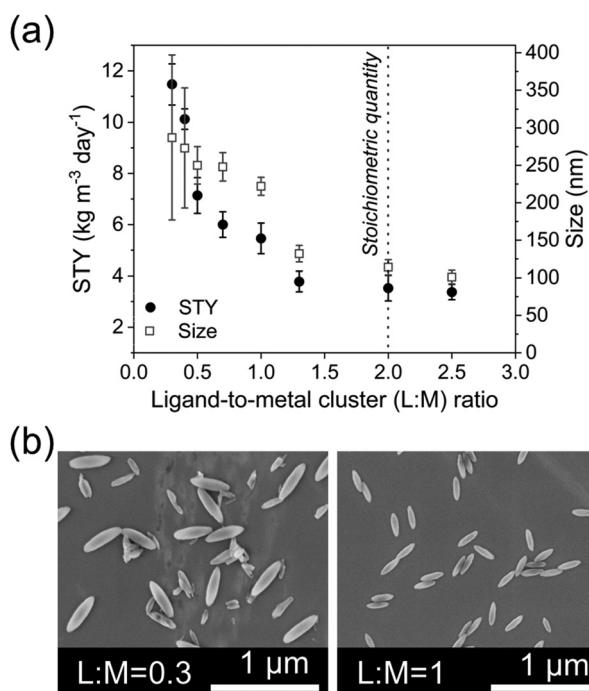 (a)
12
10
8
6
4
2
STY (kg m⁻³ day⁻¹)
400
350
300
250
200
150
100
50
0
Size (nm)
Stoichiometric quantity
STY
Size
0.0 0.5 1.0 1.5 2.0 2.5 3.0
Ligand-to-metal cluster (L:M) ratio
(b)
L:M=0.3 1 µm
L:M=1 1 µm